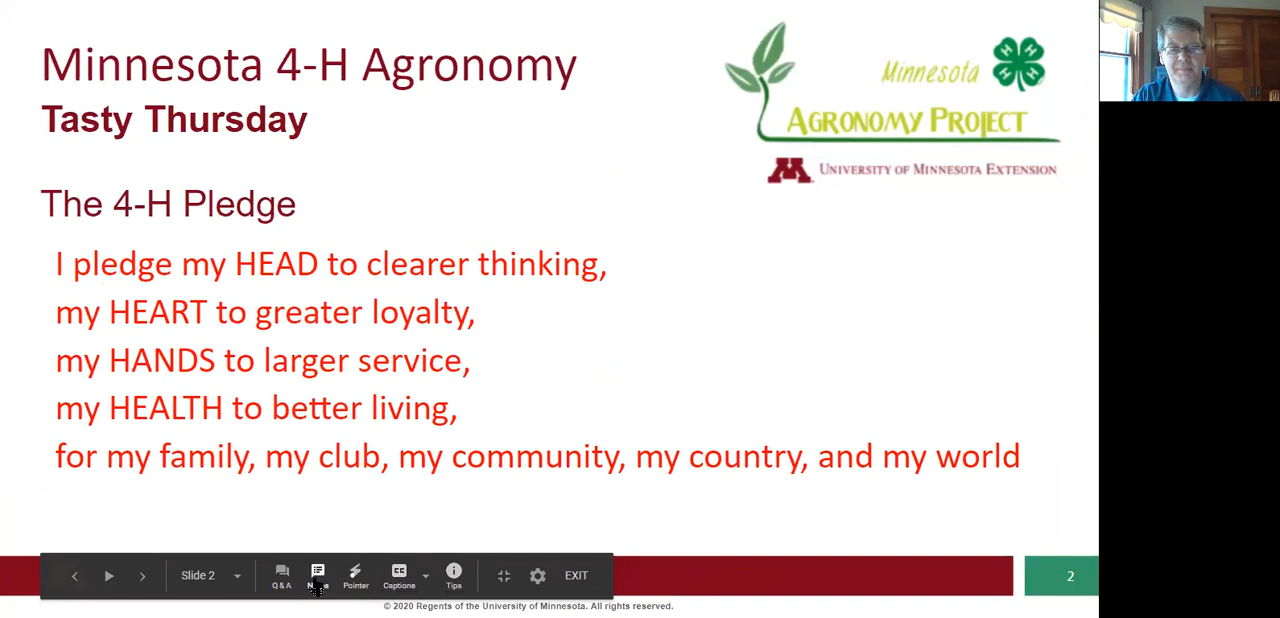 Minnesota 4-H Agronomy
Tasty Thursday
Minnesota
H H H H
AGRONOMY PROJECT
M UNIVERSITY OF MINNESOTA EXTENSION
The 4-H Pledge
I pledge my HEAD to clearer thinking,
my HEART to greater loyalty,
my HANDS to larger service,
my HEALTH to better living,
for my family, my club, my community, my country, and my world
Slide 2
Q & A
Pointer
CC
Captions
Tips
EXIT
2
© 2020 Regents of the University of Minnesota. All rights reserved.